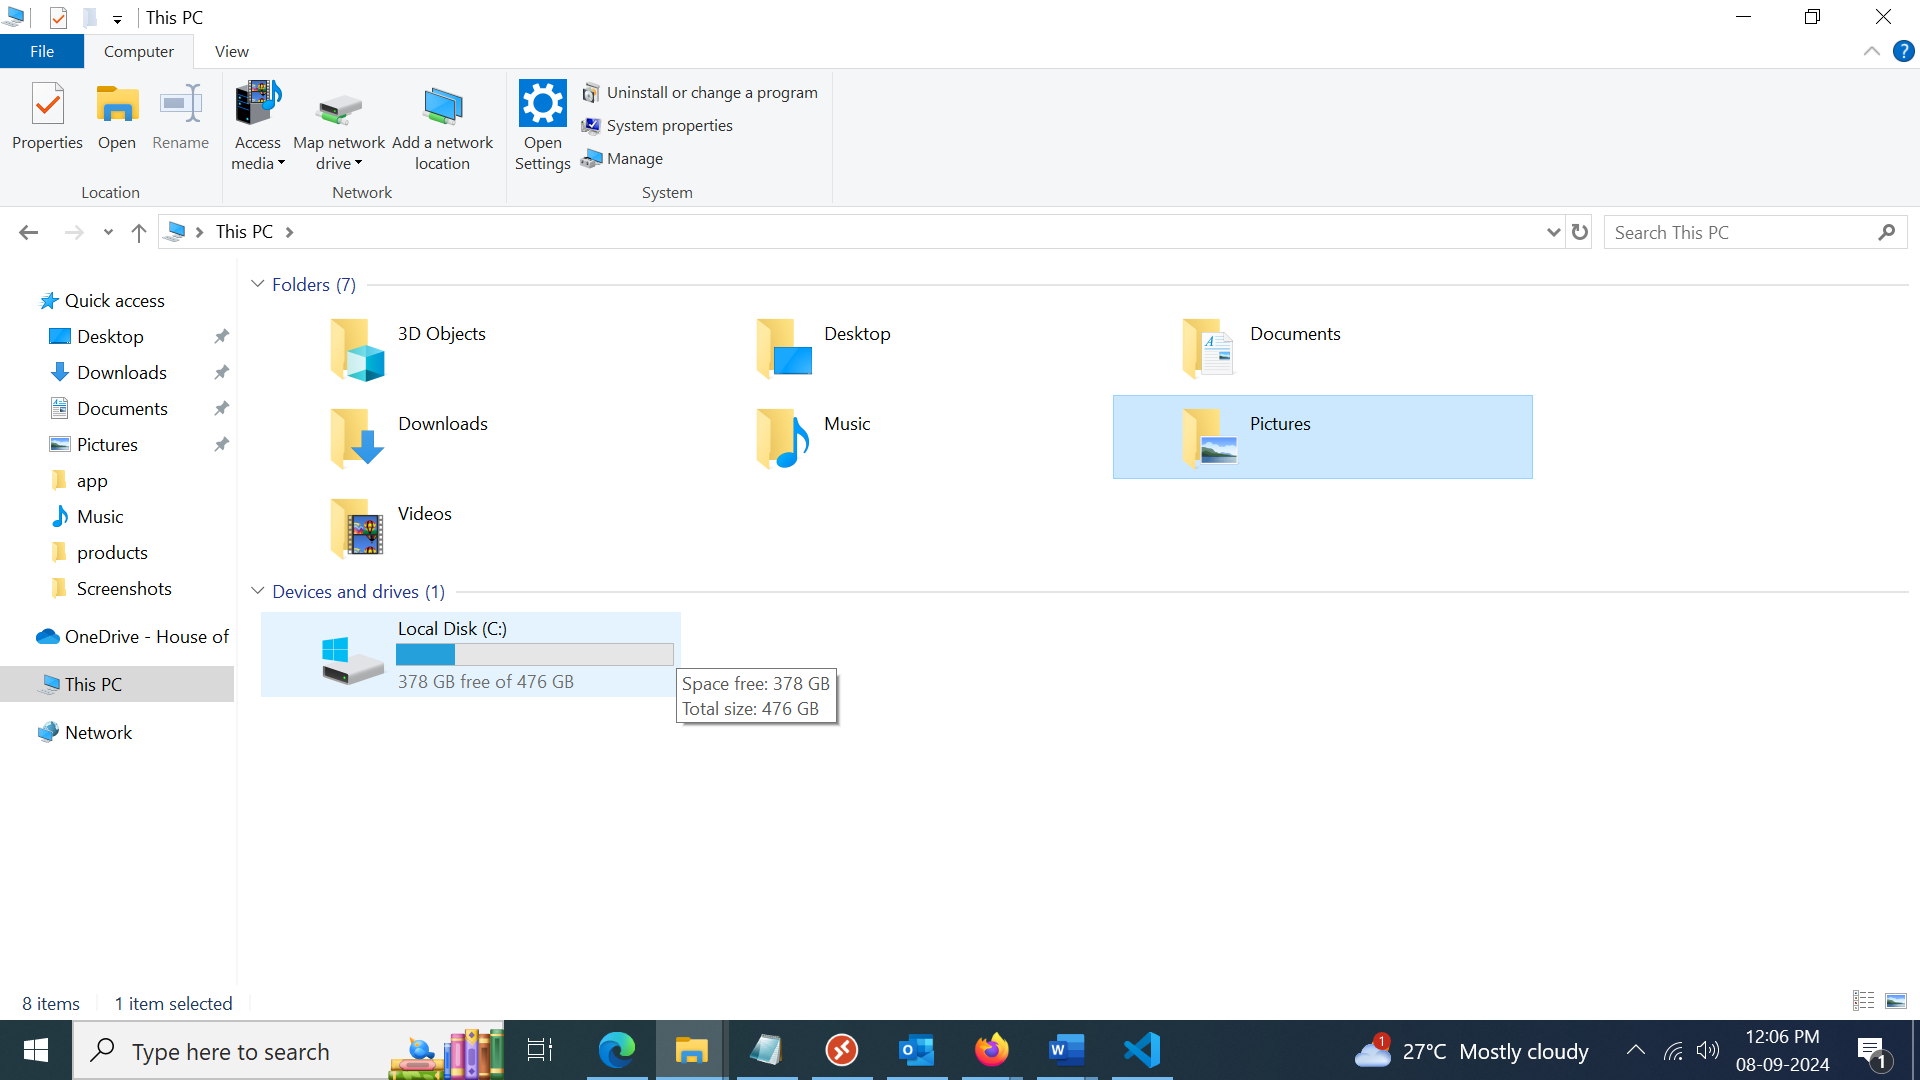 This PC
File Computer View
Properties Open Rename Access media Map network drive Add a network location Open Settings
Uninstall or change a program
System properties
Manage
Location Network System
This PC Search This PC
Quick access
Desktop
Downloads
Documents
Pictures
app
Music
products
Screenshots
OneDrive - House of
This PC
Network
Folders (7)
3D Objects Desktop Documents
Downloads Music Pictures
Videos
Devices and drives (1)
Local Disk (C:)
378 GB free of 476 GB
Space free: 378 GB
Total size: 476 GB
8 items 1 item selected
Type here to search
1 27°C Mostly cloudy
12:06 PM
08-09-2024
1